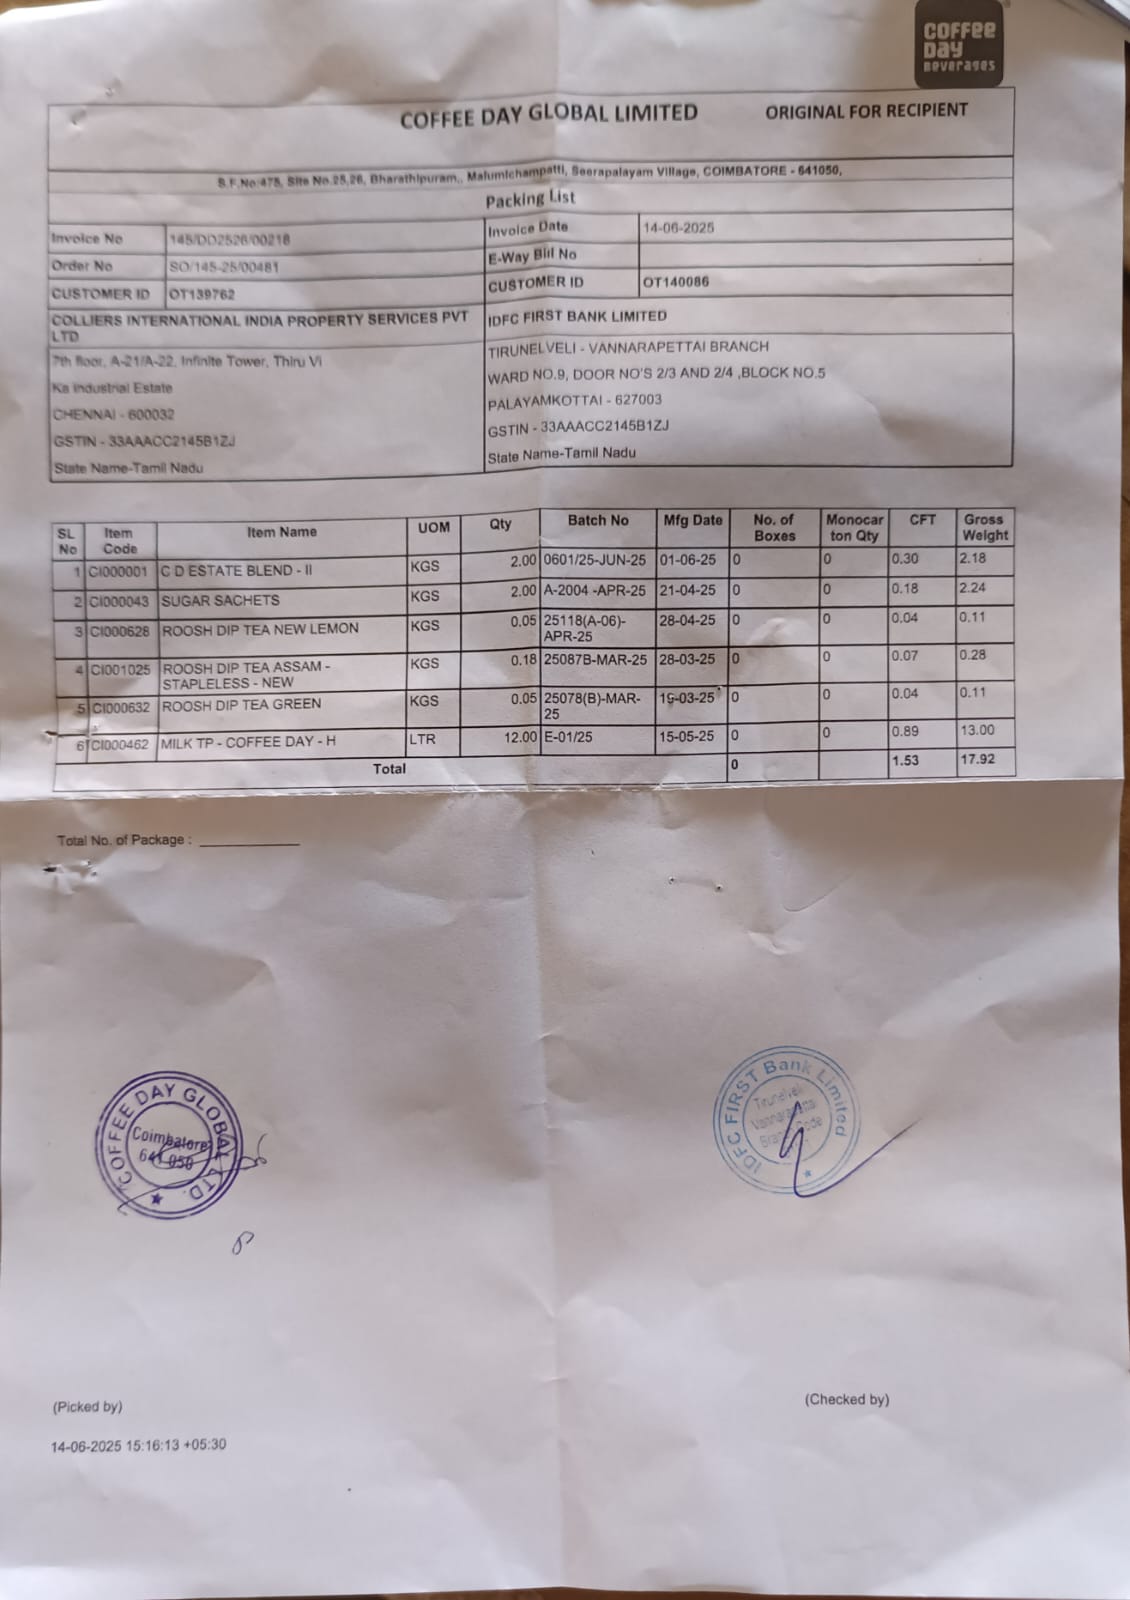 COFFEE
DAY
Beverages
COFFEE DAY GLOBAL LIMITED ORIGINAL FOR RECIPIENT
S.F.No:475, Site No.25,26, Bharathipuram,, Malumichampatti, Seerapalayam Village, COIMBATORE - 641050,
Packing List
Invoice No 145/DD2526/00218 Invoice Date 14-06-2025
Order No SO/145-25/00481 E-Way Bill No
CUSTOMER ID OT139762 CUSTOMER ID OT140086
COLLIERS INTERNATIONAL INDIA PROPERTY SERVICES PVT
LTD
7th floor, A-21/A-22, Infinite Tower, Thiru Vi
Ka Industrial Estate
CHENNAI - 600032
GSTIN - 33AAACC2145B1ZJ
State Name-Tamil Nadu
IDFC FIRST BANK LIMITED
TIRUNELVELI - VANNARAPETTAI BRANCH
WARD NO.9, DOOR NO'S 2/3 AND 2/4 ,BLOCK NO.5
PALAYAMKOTTAI - 627003
GSTIN - 33AAACC2145B1ZJ
State Name-Tamil Nadu
SL No Item Code Item Name UOM Qty Batch No Mfg Date No. of Boxes Monocar ton Qty CFT Gross Weight
1 CI000001 C D ESTATE BLEND - II KGS 2.00 0601/25-JUN-25 01-06-25 0 0 0.30 2.18
2 CI000043 SUGAR SACHETS KGS 2.00 A-2004 -APR-25 21-04-25 0 0 0.18 2.24
3 CI000628 ROOSH DIP TEA NEW LEMON KGS 0.05 25118(A-06)-APR-25 28-04-25 0 0 0.04 0.11
4 CI001025 ROOSH DIP TEA ASSAM - STAPLELESS - NEW KGS 0.18 25087B-MAR-25 28-03-25 0 0 0.07 0.28
5 CI000632 ROOSH DIP TEA GREEN KGS 0.05 25078(B)-MAR-25 19-03-25 0 0 0.04 0.11
6 CI000462 MILK TP - COFFEE DAY - H LTR 12.00 E-01/25 15-05-25 0 0 0.89 13.00
Total 0 1.53 17.92
Total No. of Package :
COFFEE DAY GLOBAL LTD.
Coimbatore
641 050
IDFC FIRST Bank Limited
Tirunelveli
Vannarapettai
Branch Code
(Picked by) (Checked by)
14-06-2025 15:16:13 +05:30